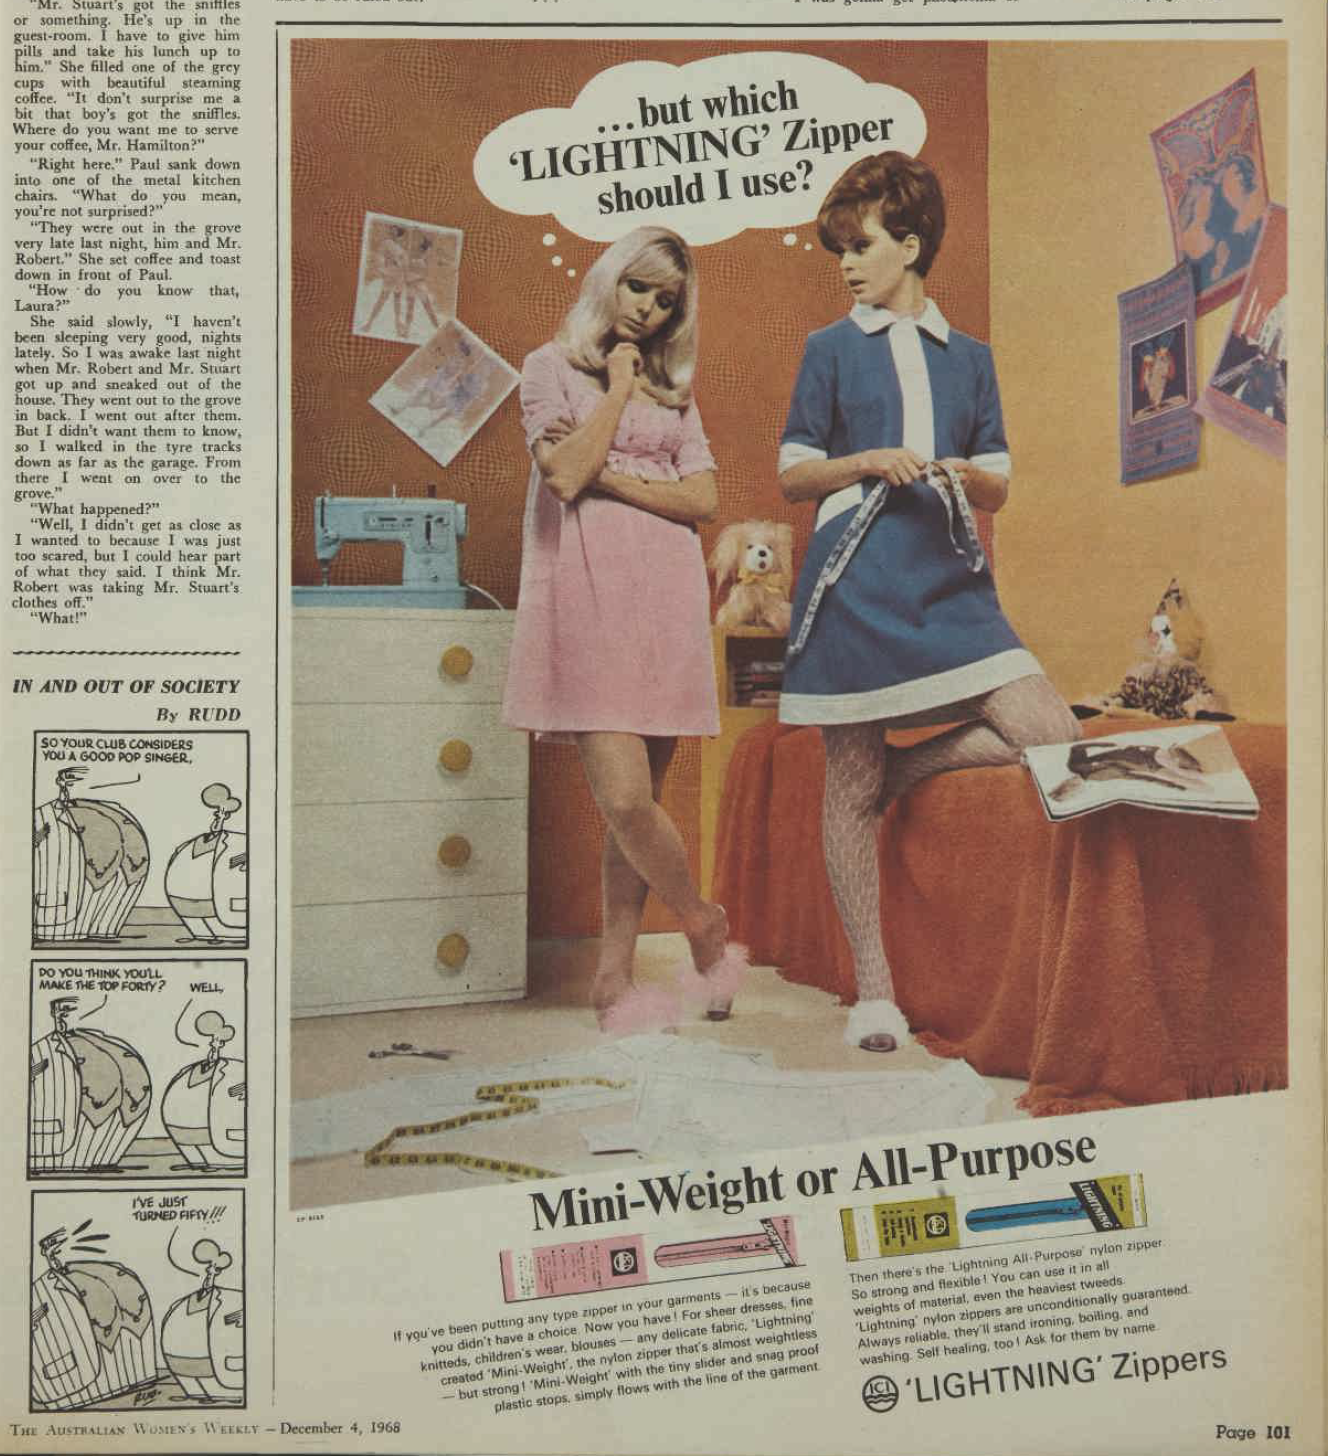 "Mr. Stuart's got the sniffles
or something. He's up in the
guest-room. I have to give him
pills and take his lunch up to
him." She filled one of the grey
cups with beautiful steaming
coffee. "It don't surprise me a
bit that boy's got the sniffles.
Where do you want me to serve
your coffee, Mr. Hamilton?"
"Right here." Paul sank down
into one of the metal kitchen
chairs. "What do you mean,
you're not surprised?"
"They were out in the grove
very late last night, him and Mr.
Robert." She set coffee and toast
down in front of Paul.
"How do you know that,
Laura?"
She said slowly, "I haven't
been sleeping very good, nights
lately. So I was awake last night
when Mr. Robert and Mr. Stuart
got up and sneaked out of the
house. They went out to the grove
in back. I went out after them.
But I didn't want them to know,
so I walked in the tyre tracks
down as far as the garage. From
there I went on over to the
grove."
"What happened?"
"Well, I didn't get as close as
I wanted to because I was just
too scared, but I could hear part
of what they said. I think Mr.
Robert was taking Mr. Stuart's
clothes off."
"What!"
IN AND OUT OF SOCIETY
By RUDD
SO YOUR CLUB CONSIDERS
YOU A GOOD POP SINGER,
DO YOU THINK YOU'LL
MAKE THE TOP FORTY?
WELL,
I'VE JUST
TURNED FIFTY!!!
...but which
'LIGHTNING' Zipper
should I use?
Mini-Weight or All-Purpose
LIGHTNING
ICI
If you've been putting any type zipper in your garments — it's because
you didn't have a choice. Now you have! For sheer dresses, fine
knitteds, children's wear, blouses — any delicate fabric, 'Lightning'
created 'Mini-Weight', the nylon zipper that's almost weightless
— but strong! 'Mini-Weight' with the tiny slider and snag proof
plastic stops, simply flows with the line of the garment.
LIGHTNING
Then there's the 'Lightning All-Purpose' nylon zipper.
So strong and flexible! You can use it in all
weights of material, even the heaviest tweeds.
'Lightning' nylon zippers are unconditionally guaranteed.
Always reliable, they'll stand ironing, boiling, and
washing. Self healing, too! Ask for them by name.
ICI 'LIGHTNING' Zippers
THE AUSTRALIAN WOMEN'S WEEKLY — December 4, 1968
Page 101